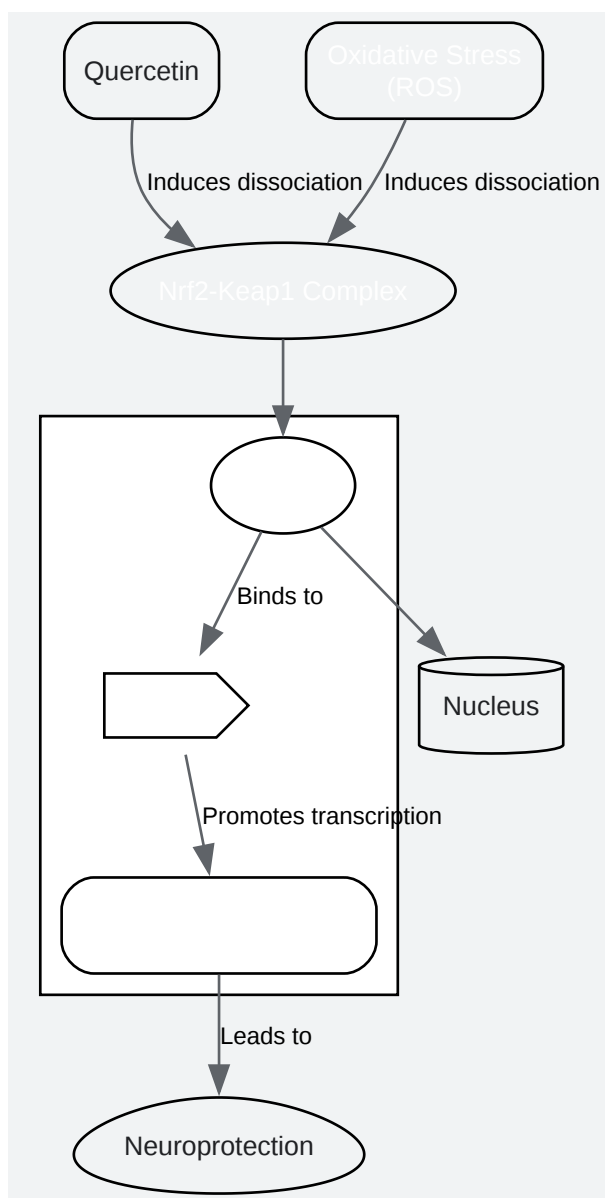 Quercetin
Oxidative Stress
(ROS)
Induces dissociation
Induces dissociation
Nrf2-Keap1 Complex
Binds to
Nucleus
Promotes transcription
Leads to
Neuroprotection